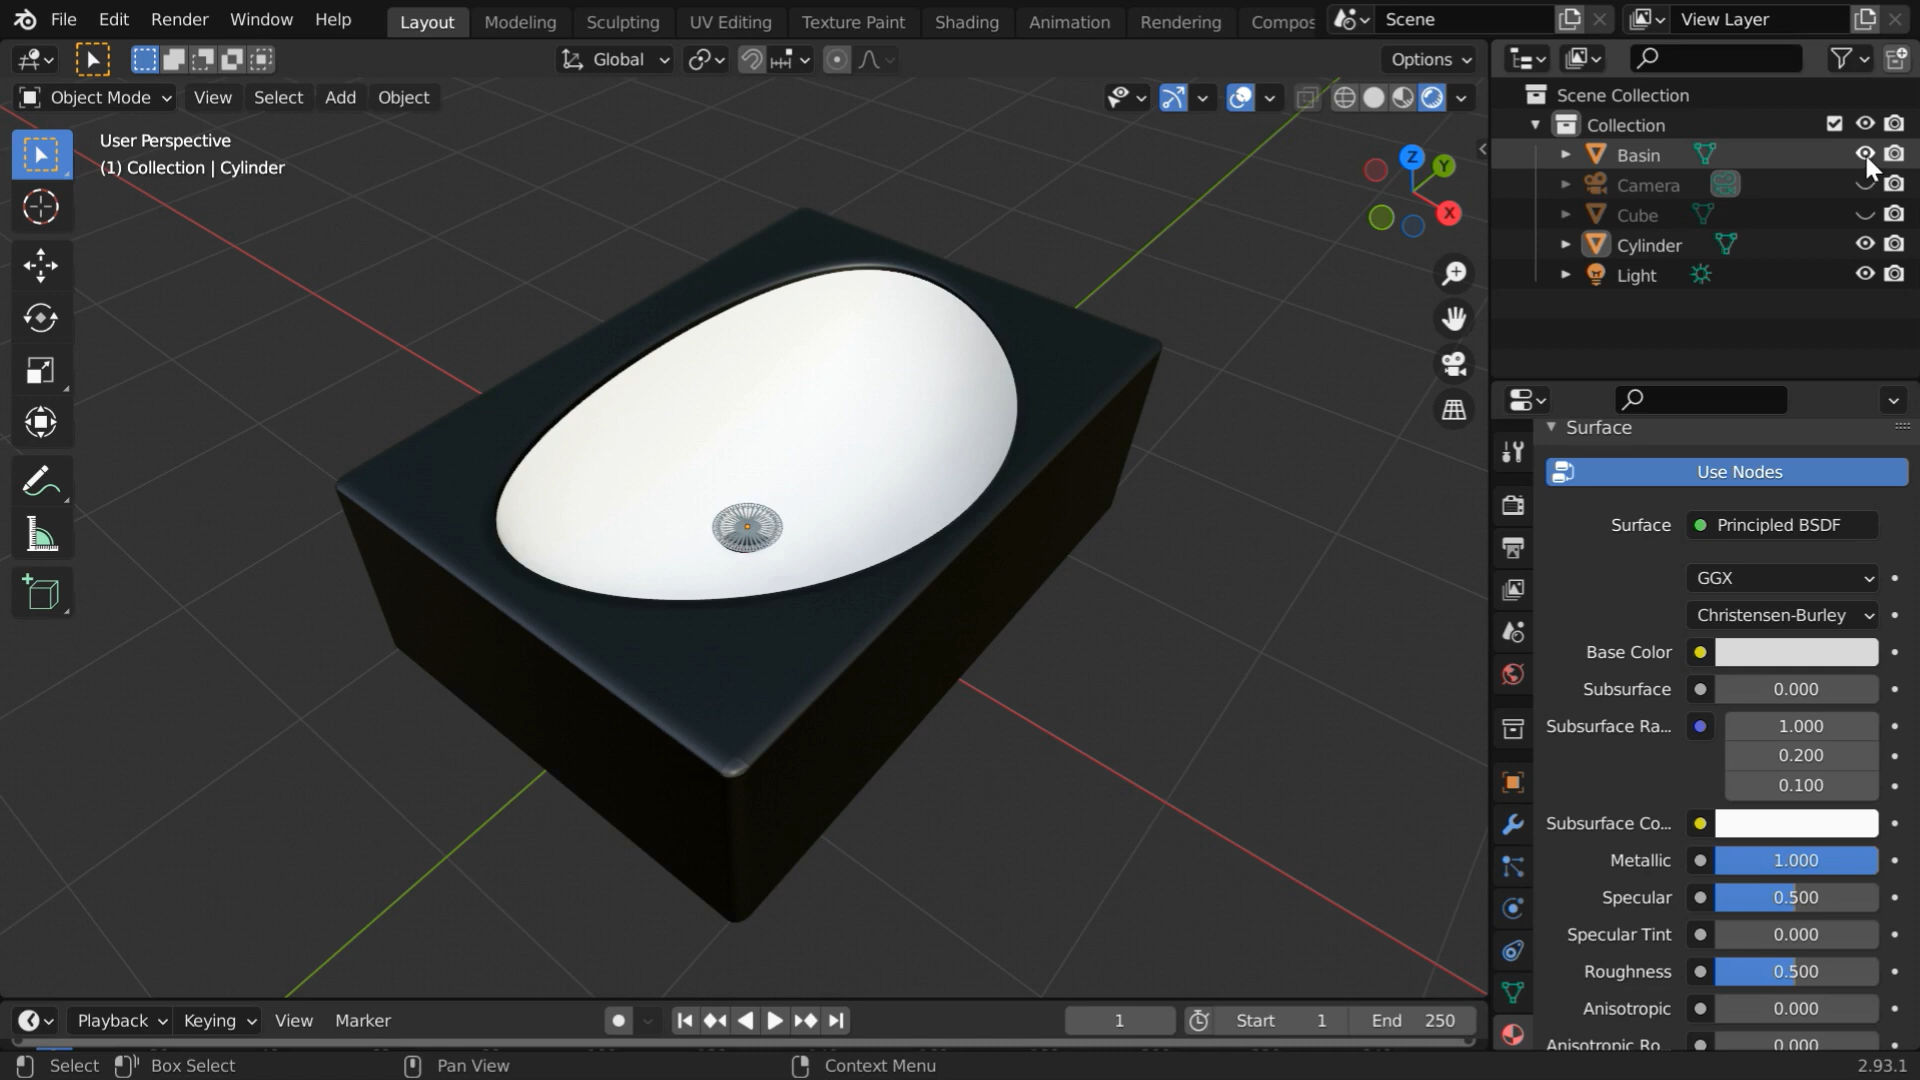 File Edit Render Window Help Layout Modeling Sculpting UV Editing Texture Paint Shading Animation Rendering Compos Scene View Layer
Global Options
Object Mode View Select Add Object
User Perspective
(1) Collection | Cylinder
Z Y X
Scene Collection
Collection
Basin
Camera
Cube
Cylinder
Light
Surface
Use Nodes
Surface Principled BSDF
GGX
Christensen-Burley
Base Color
Subsurface 0.000
Subsurface Ra... 1.000
0.200
0.100
Subsurface Co...
Metallic 1.000
Specular 0.500
Specular Tint 0.000
Roughness 0.500
Anisotropic 0.000
Anisotropic Ro... 0.000
Playback Keying View Marker 1 Start 1 End 250
Select Box Select Pan View Context Menu 2.93.1